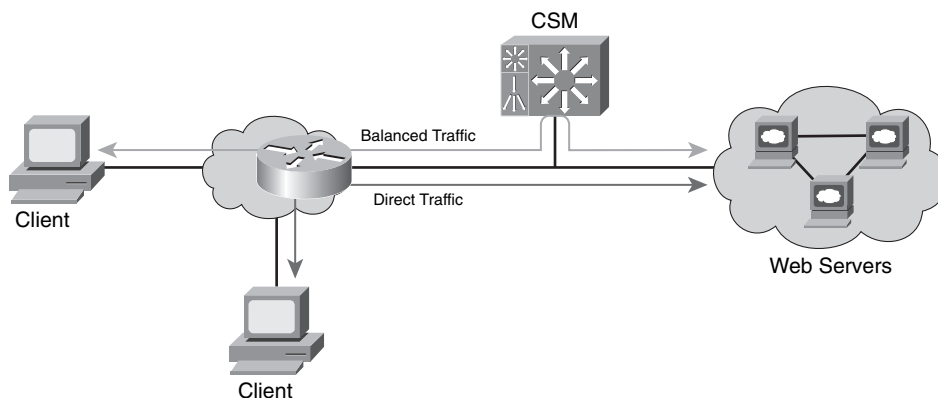 CSM
Balanced Traffic
Client
Direct Traffic
Web Servers
Client